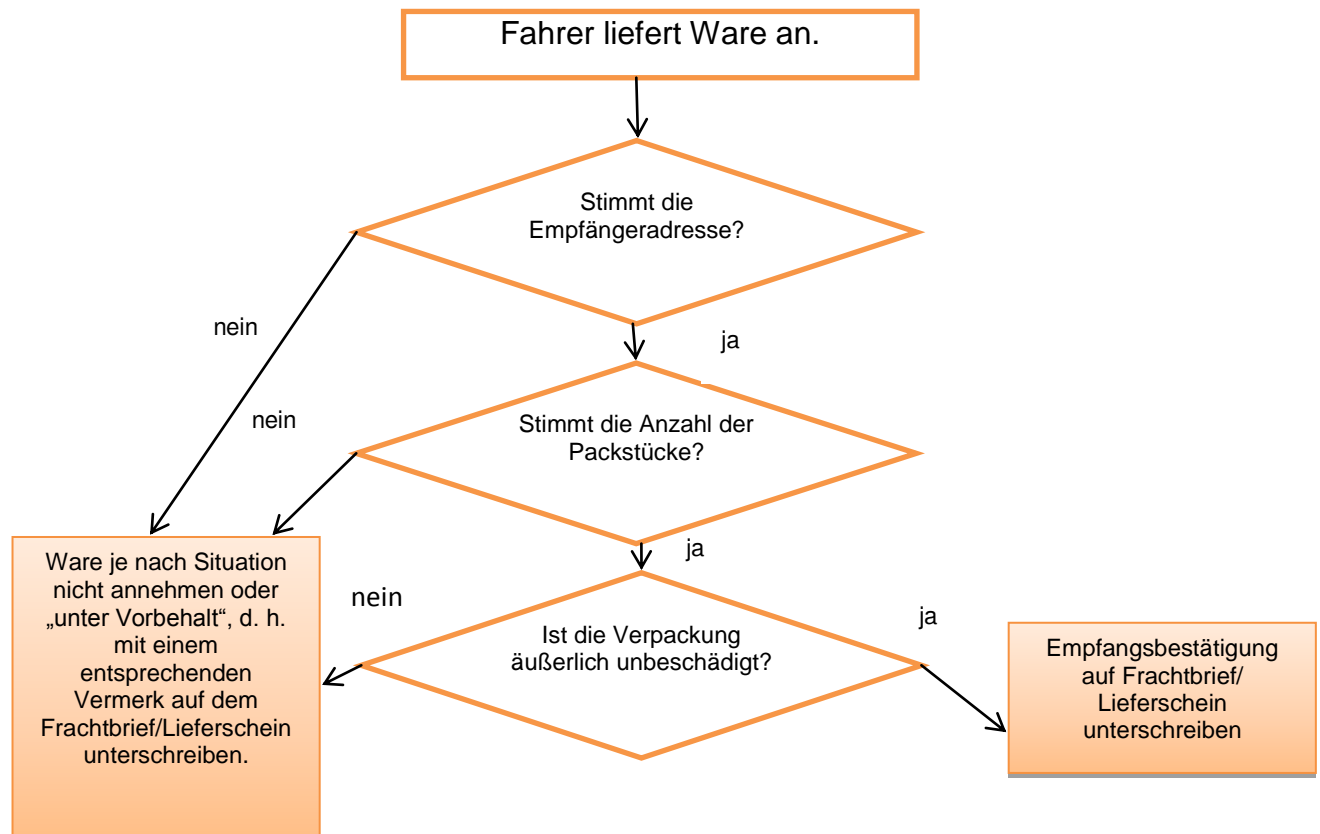 Fahrer liefert Ware an.
Stimmt die
Empfängeradresse?
nein
ja
nein
Stimmt die Anzahl der
Packstücke?
ja
Ware je nach Situation
nicht annehmen oder
„unter Vorbehalt“, d. h.
mit einem
entsprechenden
Vermerk auf dem
Frachtbrief/Lieferschein
unterschreiben.
nein
Ist die Verpackung
äußerlich unbeschädigt?
ja
Empfangsbestätigung
auf Frachtbrief/
Lieferschein
unterschreiben